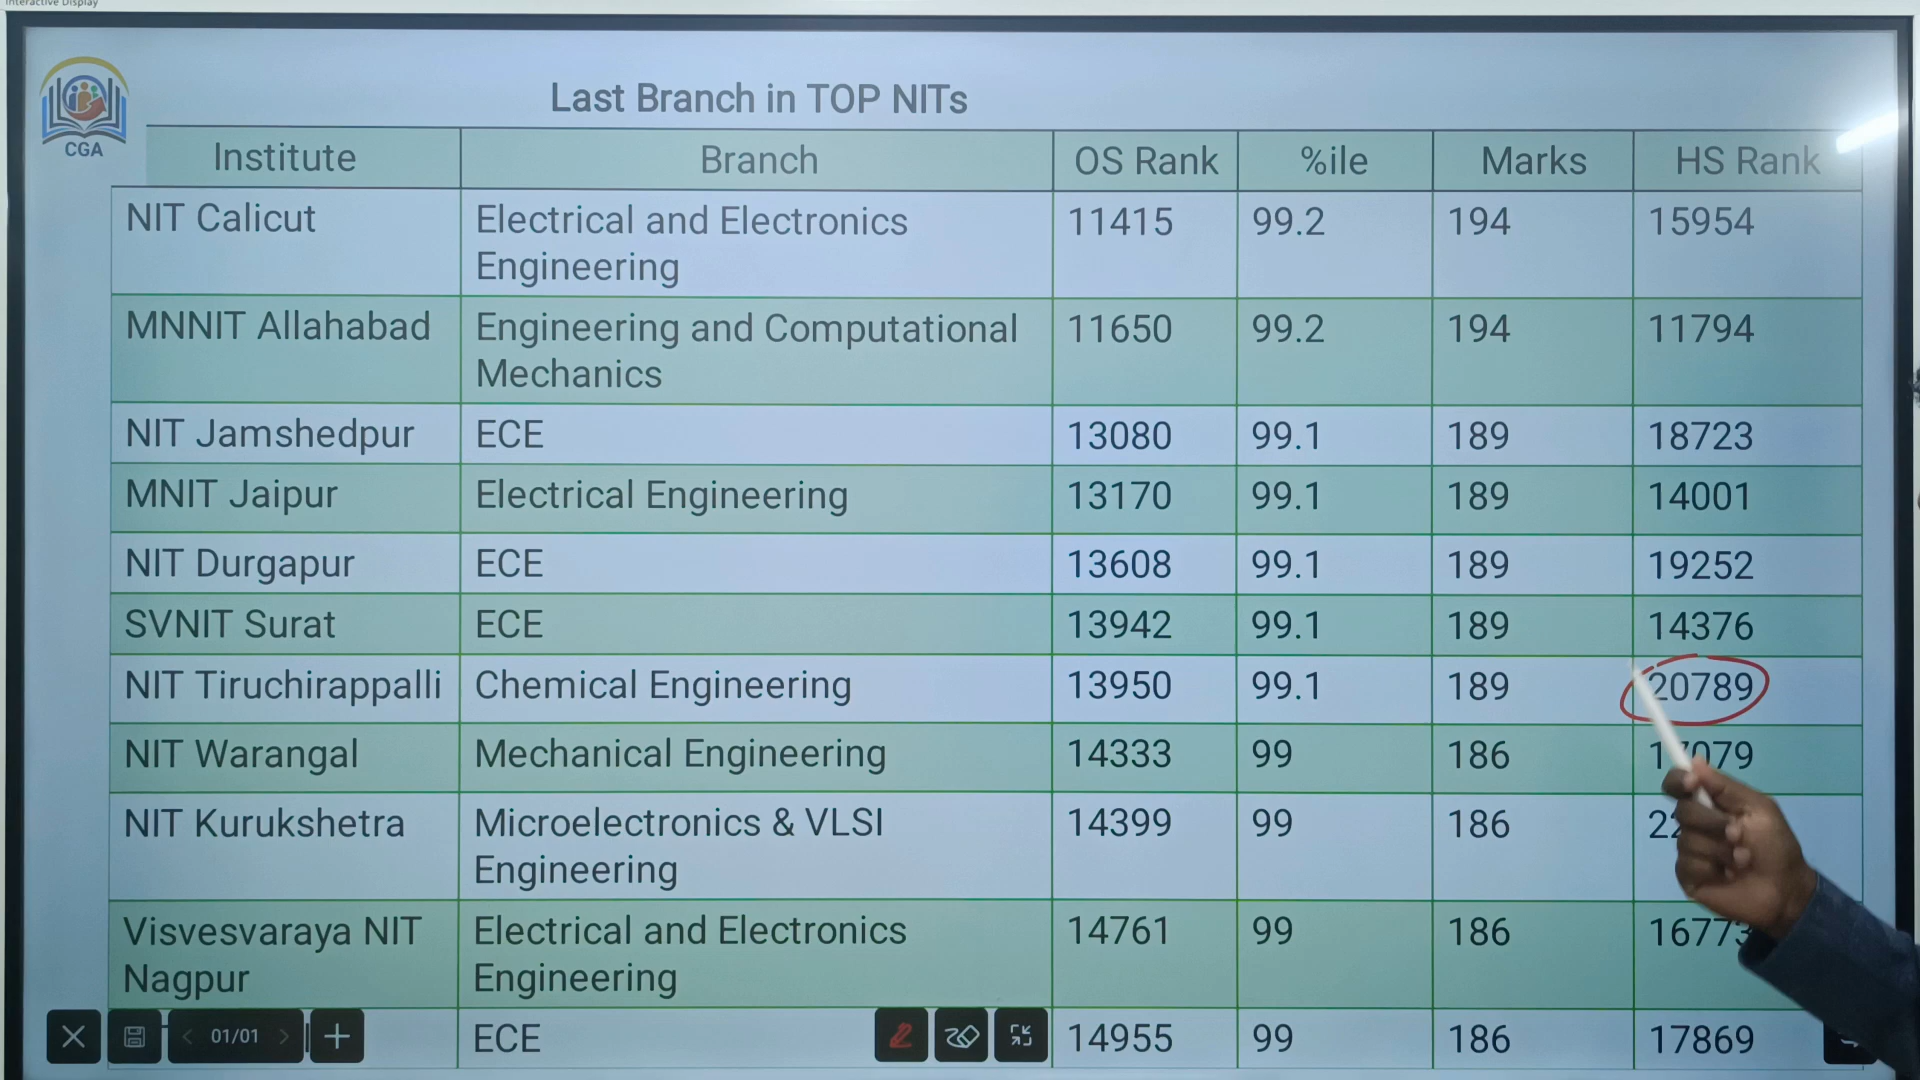 Interactive Display
CGA
Last Branch in TOP NITs
Institute Branch OS Rank %ile Marks HS Rank
NIT Calicut Electrical and Electronics Engineering 11415 99.2 194 15954
MNNIT Allahabad Engineering and Computational Mechanics 11650 99.2 194 11794
NIT Jamshedpur ECE 13080 99.1 189 18723
MNIT Jaipur Electrical Engineering 13170 99.1 189 14001
NIT Durgapur ECE 13608 99.1 189 19252
SVNIT Surat ECE 13942 99.1 189 14376
NIT Tiruchirappalli Chemical Engineering 13950 99.1 189 20789
NIT Warangal Mechanical Engineering 14333 99 186
NIT Kurukshetra Microelectronics & VLSI Engineering 14399 99 186
Visvesvaraya NIT Nagpur Electrical and Electronics Engineering 14761 99 186 16773
ECE 14955 99 186 17869
01/01